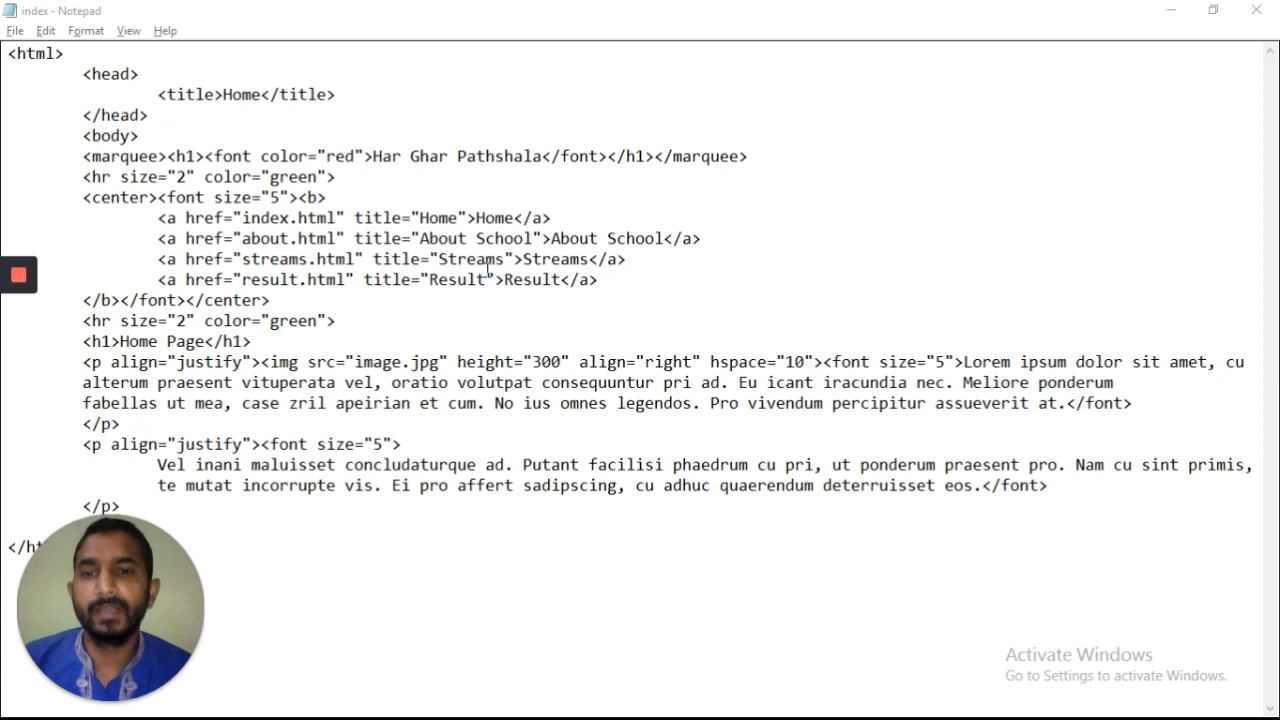 index - Notepad
File Edit Format View Help
<html>
<head>
<title>Home</title>
</head>
<body>
<marquee><h1><font color="red">Har Ghar Pathshala</font></h1></marquee>
<hr size="2" color="green">
<center><font size="5"><b>
<a href="index.html" title="Home">Home</a>
<a href="about.html" title="About School">About School</a>
<a href="streams.html" title="Streams">Streams</a>
<a href="result.html" title="Result">Result</a>
</b></font></center>
<hr size="2" color="green">
<h1>Home Page</h1>
<p align="justify"><img src="image.jpg" height="300" align="right" hspace="10"><font size="5">Lorem ipsum dolor sit amet, cu
alterum praesent vituperata vel, oratio volutpat consequuntur pri ad. Eu icant iracundia nec. Meliore ponderum
fabellas ut mea, case zril apeirian et cum. No ius omnes legendos. Pro vivendum percipitur assueverit at.</font>
</p>
<p align="justify"><font size="5">
Vel inani maluisset concludaturque ad. Putant facilisi phaedrum cu pri, ut ponderum praesent pro. Nam cu sint primis,
te mutat incorrupte vis. Ei pro affert sadipscing, cu adhuc quaerendum deterruisset eos.</font>
</p>
</ht
Activate Windows
Go to Settings to activate Windows.